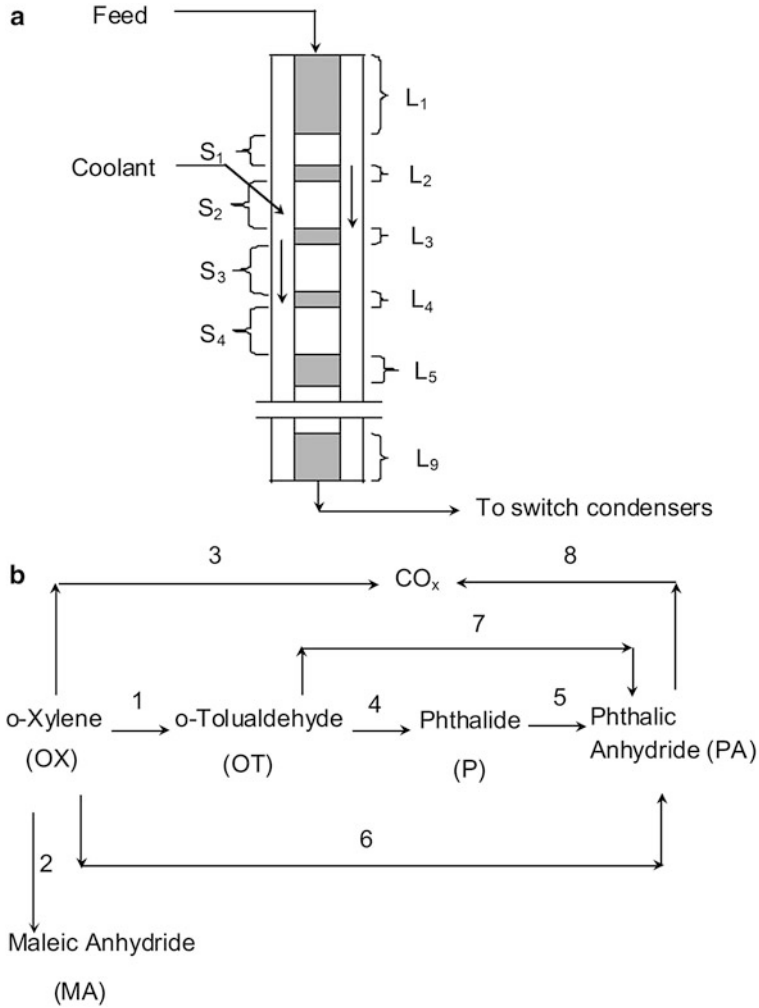 a
Feed
L₁
S₁
Coolant
L₂
S₂
L₃
S₃
L₄
S₄
L₅
L₉
To switch condensers
b
3
8
COₓ
7
1
4
5
o-Xylene
o-Tolualdehyde
Phthalide
Phthalic
Anhydride (PA)
(OX)
(OT)
(P)
6
2
Maleic Anhydride
(MA)